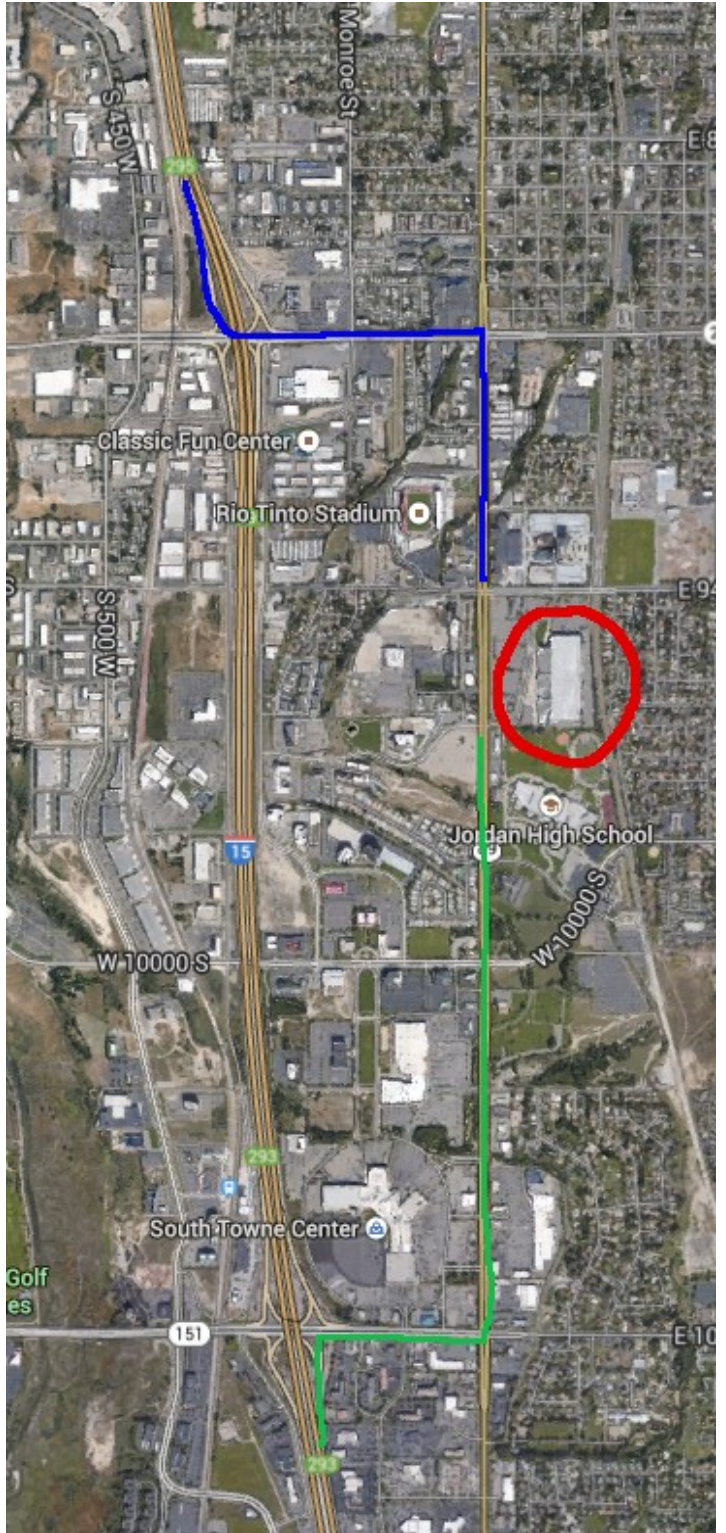 Monroe St
S 450 W
E 8
295
6
Classic Fun Center
Rio Tinto Stadium
E 94
S
S 500 W
15
Jordan High School
W 10000 S
W 10000 S
293
South Towne Center
Golf
es
151
E 10
293